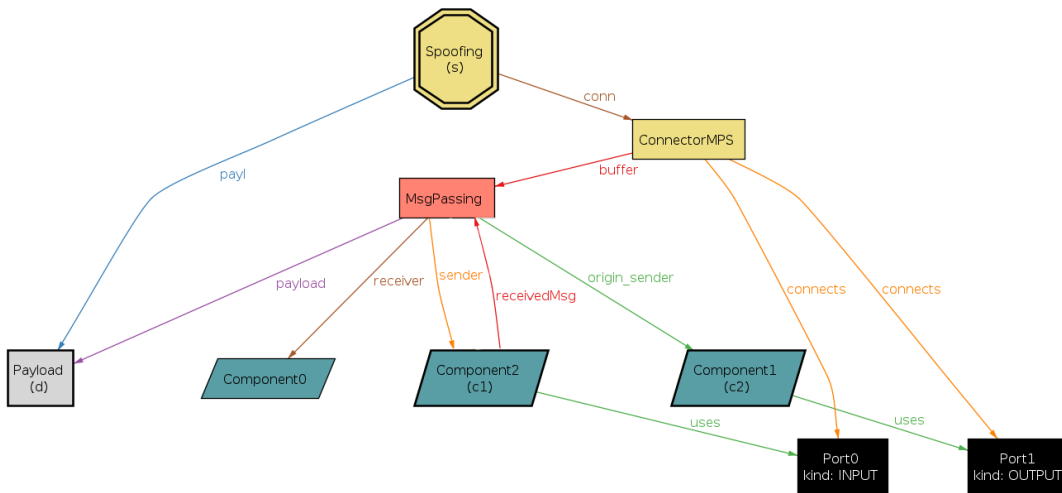 Spoofing
(s)
conn
ConnectorMPS
payl
buffer
MsgPassing
origin_sender
sender
payload
receiver
receivedMsg
connects
connects
Payload
(d)
Component0
Component2
(c1)
Component1
(c2)
uses
uses
Port0
kind: INPUT
Port1
kind: OUTPUT